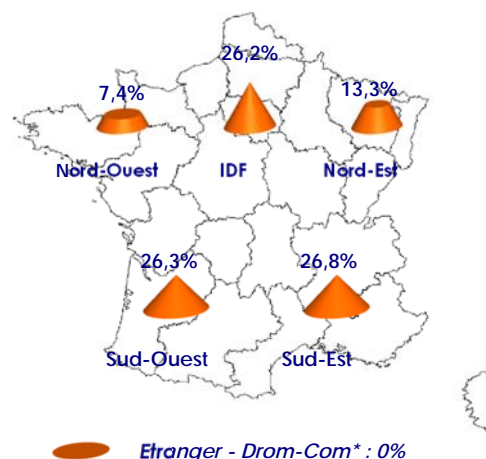 26,2%
7,4%
13,3%
Nord-Ouest IDF Nord-Est
26,3% 26,8%
Sud-Ouest Sud-Est
Etranger - Drom-Com* : 0%